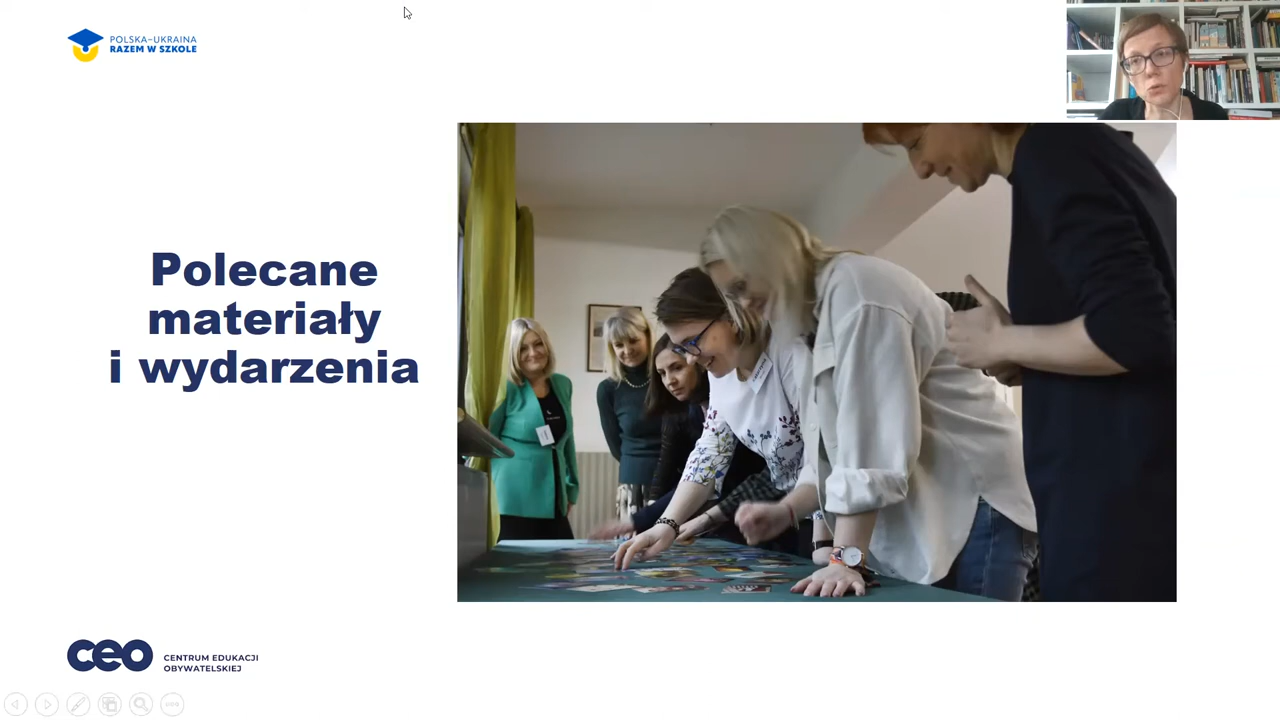 POLSKA–UKRAINA
RAZEM W SZKOLE
Polecane
materiały
i wydarzenia
ceo
CENTRUM EDUKACJI
OBYWATELSKIEJ